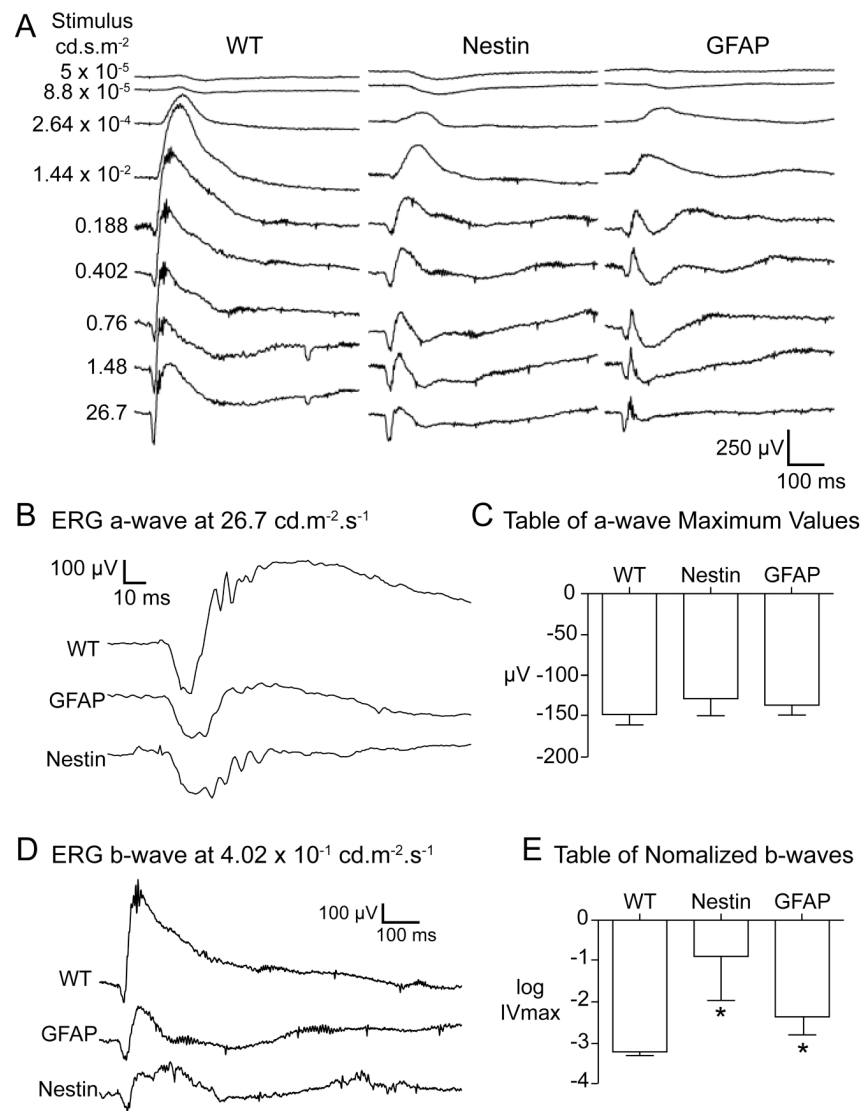 A
Stimulus
cd.s.m⁻²
WT
Nestin
GFAP
5 x 10⁻⁵
8.8 x 10⁻⁵
2.64 x 10⁻⁴
1.44 x 10⁻²
0.188
0.402
0.76
1.48
26.7
250 µV
100 ms
B ERG a-wave at 26.7 cd.m⁻².s⁻¹
100 µV
10 ms
WT
GFAP
Nestin
C Table of a-wave Maximum Values
WT Nestin GFAP
0
-50
µV -100
-150
-200
D ERG b-wave at 4.02 x 10⁻¹ cd.m⁻².s⁻¹
100 µV
100 ms
WT
GFAP
Nestin
E Table of Nomalized b-waves
WT Nestin GFAP
0
-1
log
IVmax
-2
-3
-4
*
*